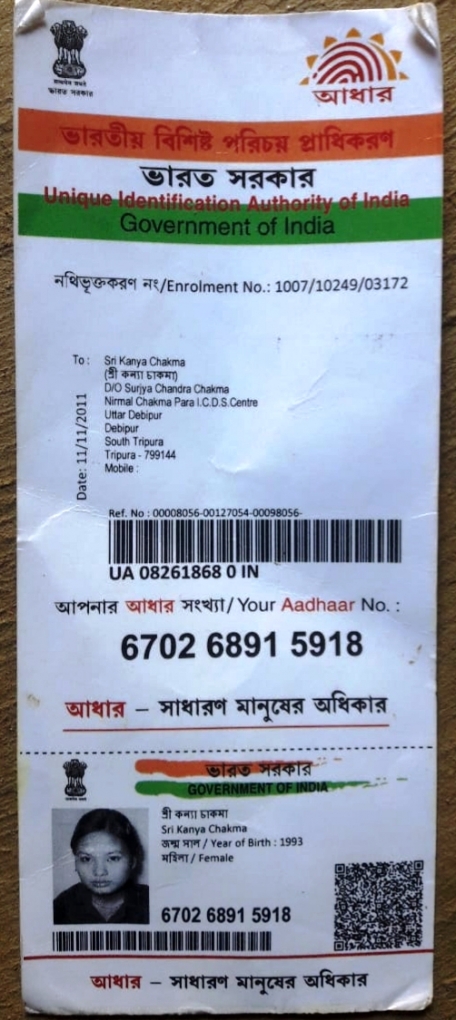 ভারত সরকার
আধার
ভারতীয় বিশিষ্ট পরিচয় প্রাধিকরণ
ভারত সরকার
Unique Identification Authority of India
Government of India
নথিভূক্তকরণ নং/Enrolment No.: 1007/10249/03172
To :
Sri Kanya Chakma
(শ্রী কন্যা চাকমা)
D/O Surjya Chandra Chakma
Nirmal Chakma Para I.C.D.S.Centre
Uttar Debipur
Debipur
South Tripura
Tripura - 799144
Mobile :
Date: 11/11/2011
Ref. No : 00008056-00127054-00098056-
UA 08261868 0 IN
আপনার আধার সংখ্যা/ Your Aadhaar No. :
6702 6891 5918
আধার – সাধারণ মানুষের অধিকার
ভারত সরকার
GOVERNMENT OF INDIA
শ্রী কন্যা চাকমা
Sri Kanya Chakma
জন্ম সাল / Year of Birth : 1993
মহিলা / Female
6702 6891 5918
আধার – সাধারণ মানুষের অধিকার